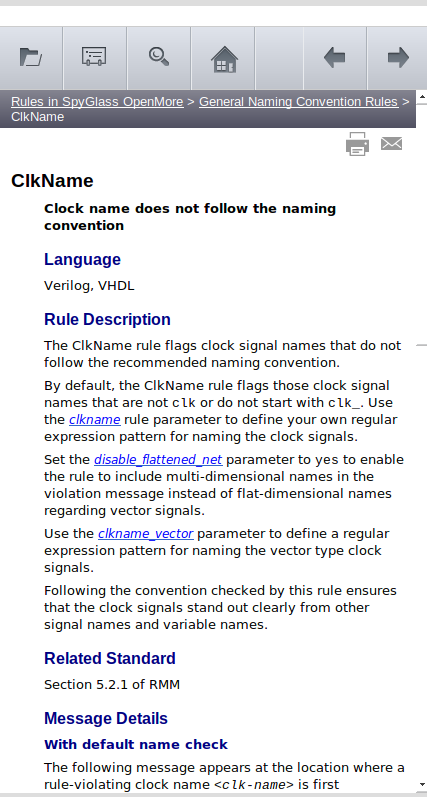 Rules in SpyGlass OpenMore > General Naming Convention Rules >
ClkName
ClkName
Clock name does not follow the naming
convention
Language
Verilog, VHDL
Rule Description
The ClkName rule flags clock signal names that do not
follow the recommended naming convention.
By default, the ClkName rule flags those clock signal
names that are not clk or do not start with clk_. Use
the clkname rule parameter to define your own regular
expression pattern for naming the clock signals.
Set the disable_flattened_net parameter to yes to enable
the rule to include multi-dimensional names in the
violation message instead of flat-dimensional names
regarding vector signals.
Use the clkname_vector parameter to define a regular
expression pattern for naming the vector type clock
signals.
Following the convention checked by this rule ensures
that the clock signals stand out clearly from other
signal names and variable names.
Related Standard
Section 5.2.1 of RMM
Message Details
With default name check
The following message appears at the location where a
rule-violating clock name <clk-name> is first